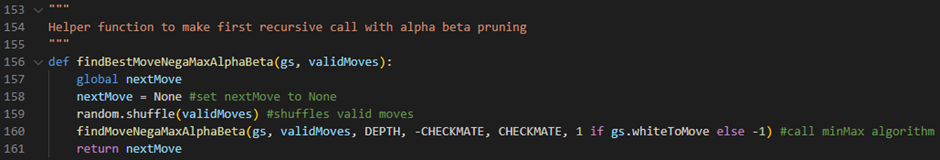 153 """
154 Helper function to make first recursive call with alpha beta pruning
155 """
156 def findBestMoveNegaMaxAlphaBeta(gs, validMoves):
157     global nextMove
158     nextMove = None #set nextMove to None
159     random.shuffle(validMoves) #shuffles valid moves
160     findMoveNegaMaxAlphaBeta(gs, validMoves, DEPTH, -CHECKMATE, CHECKMATE, 1 if gs.whiteToMove else -1) #call minMax algorithm
161     return nextMove